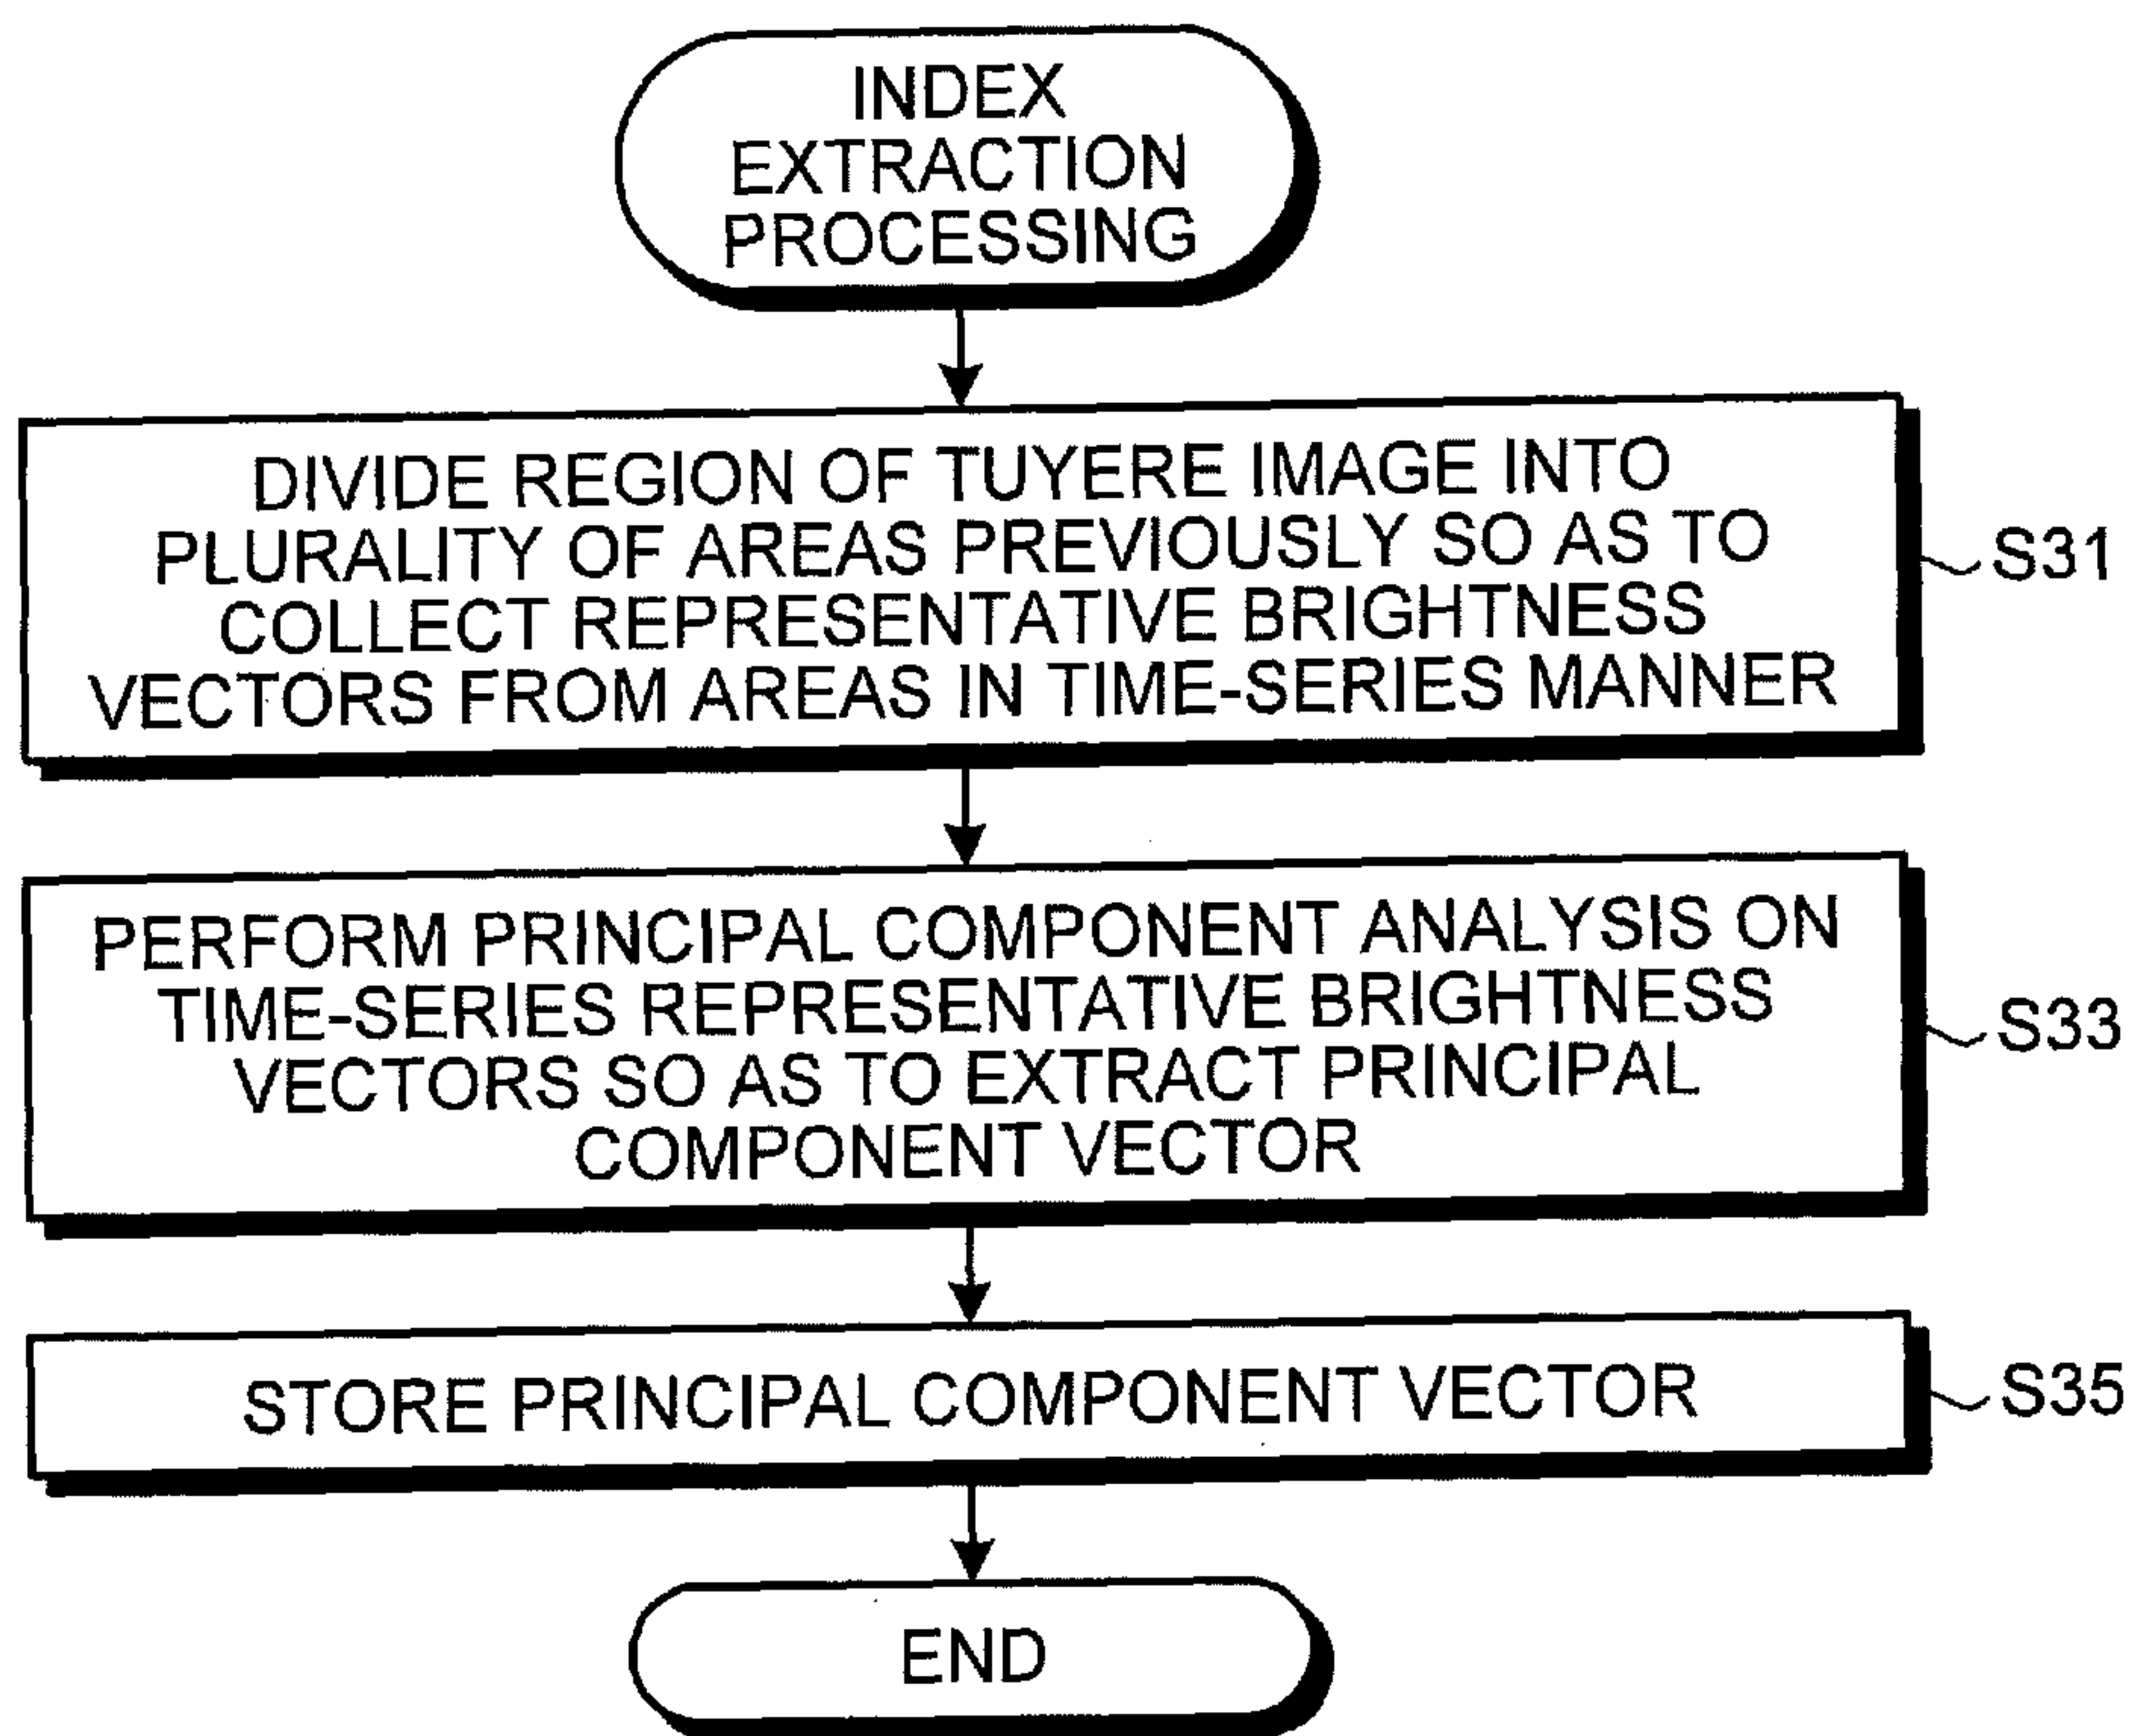 INDEX
EXTRACTION
PROCESSING
DIVIDE REGION OF TUYERE IMAGE INTO
PLURALITY OF AREAS PREVIOUSLY SO AS TO
COLLECT REPRESENTATIVE BRIGHTNESS
VECTORS FROM AREAS IN TIME-SERIES MANNER
S31
PERFORM PRINCIPAL COMPONENT ANALYSIS ON
TIME-SERIES REPRESENTATIVE BRIGHTNESS
VECTORS SO AS TO EXTRACT PRINCIPAL
COMPONENT VECTOR
S33
STORE PRINCIPAL COMPONENT VECTOR
S35
END